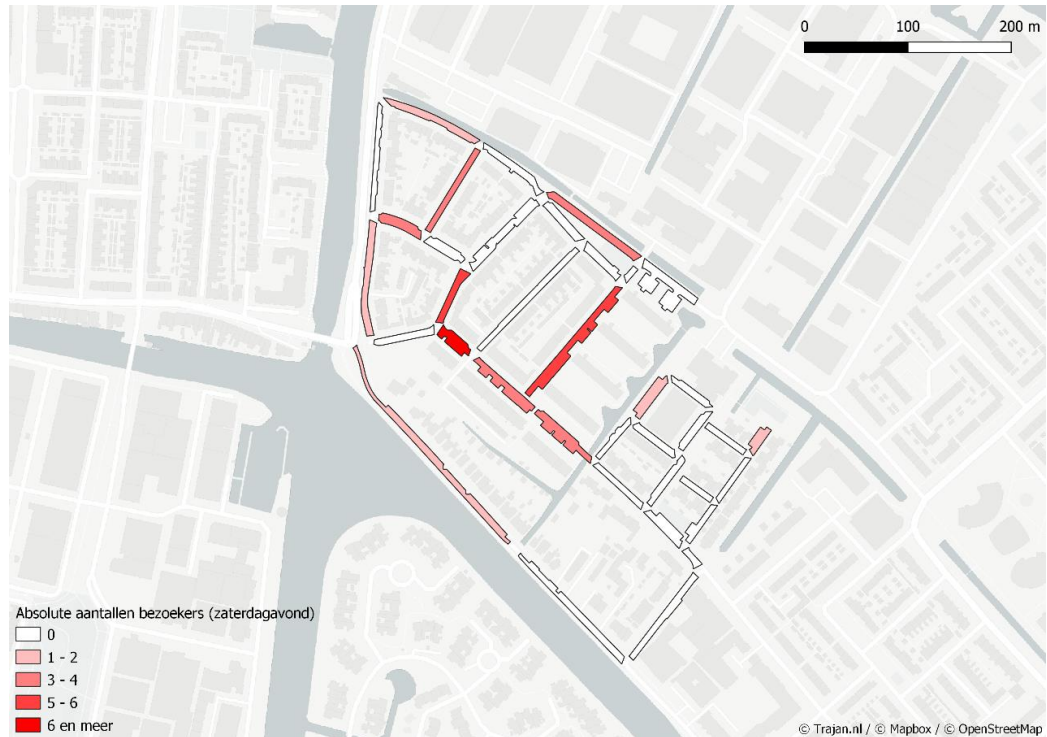 0 100 200 m
Absolute aantallen bezoekers (zaterdagavond)
0
1 - 2
3 - 4
5 - 6
6 en meer
© Trajan.nl / © Mapbox / © OpenStreetMap